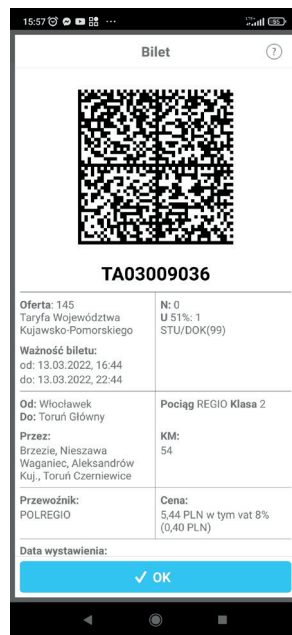 15:57
55
Bilet
?
TA03009036
Oferta: 145
Taryfa Województwa
Kujawsko-Pomorskiego
Ważność biletu:
od: 13.03.2022, 16:44
do: 13.03.2022, 22:44
N: 0
U 51%: 1
STU/DOK(99)
Od: Włocławek
Do: Toruń Główny
Pociąg REGIO Klasa 2
Przez:
Brzezie, Nieszawa
Waganiec, Aleksandrów
Kuj., Toruń Czerniewice
KM:
54
Przewoźnik:
POLREGIO
Cena:
5,44 PLN w tym vat 8%
(0,40 PLN)
Data wystawienia:
OK